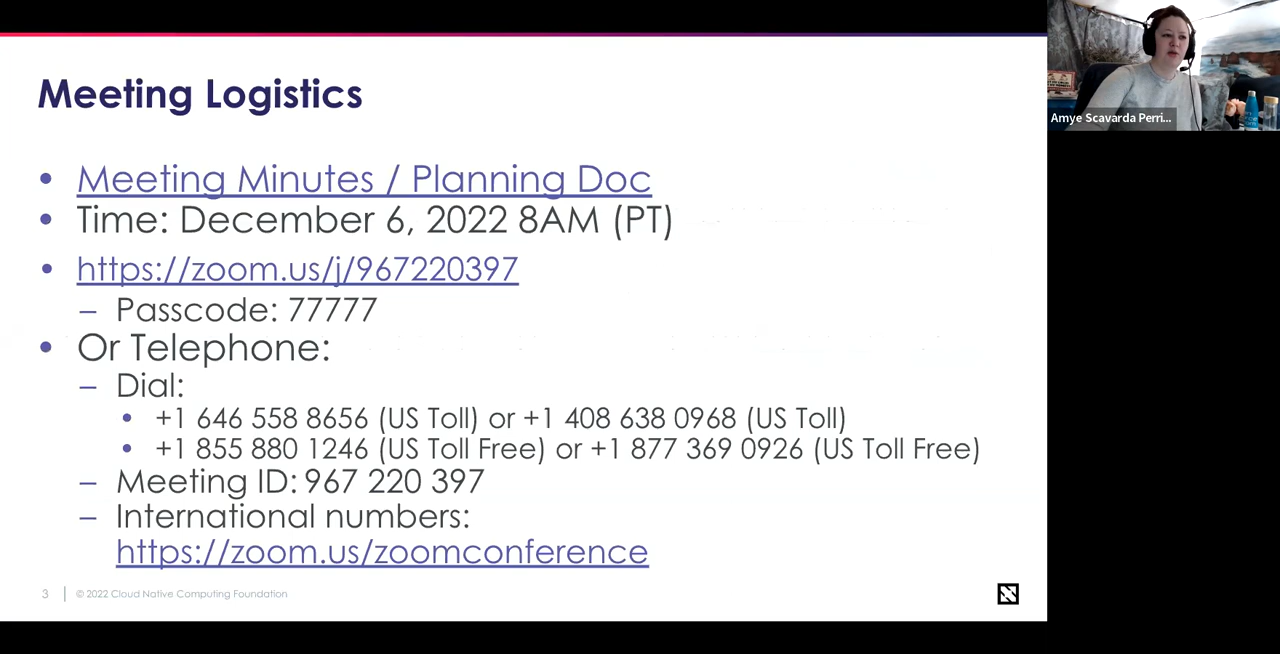 Meeting Logistics
• Meeting Minutes / Planning Doc
• Time: December 6, 2022 8AM (PT)
• https://zoom.us/j/967220397
– Passcode: 77777
• Or Telephone:
– Dial:
• +1 646 558 8656 (US Toll) or +1 408 638 0968 (US Toll)
• +1 855 880 1246 (US Toll Free) or +1 877 369 0926 (US Toll Free)
– Meeting ID: 967 220 397
– International numbers:
https://zoom.us/zoomconference
3 | © 2022 Cloud Native Computing Foundation
Amye Scavarda Perri...